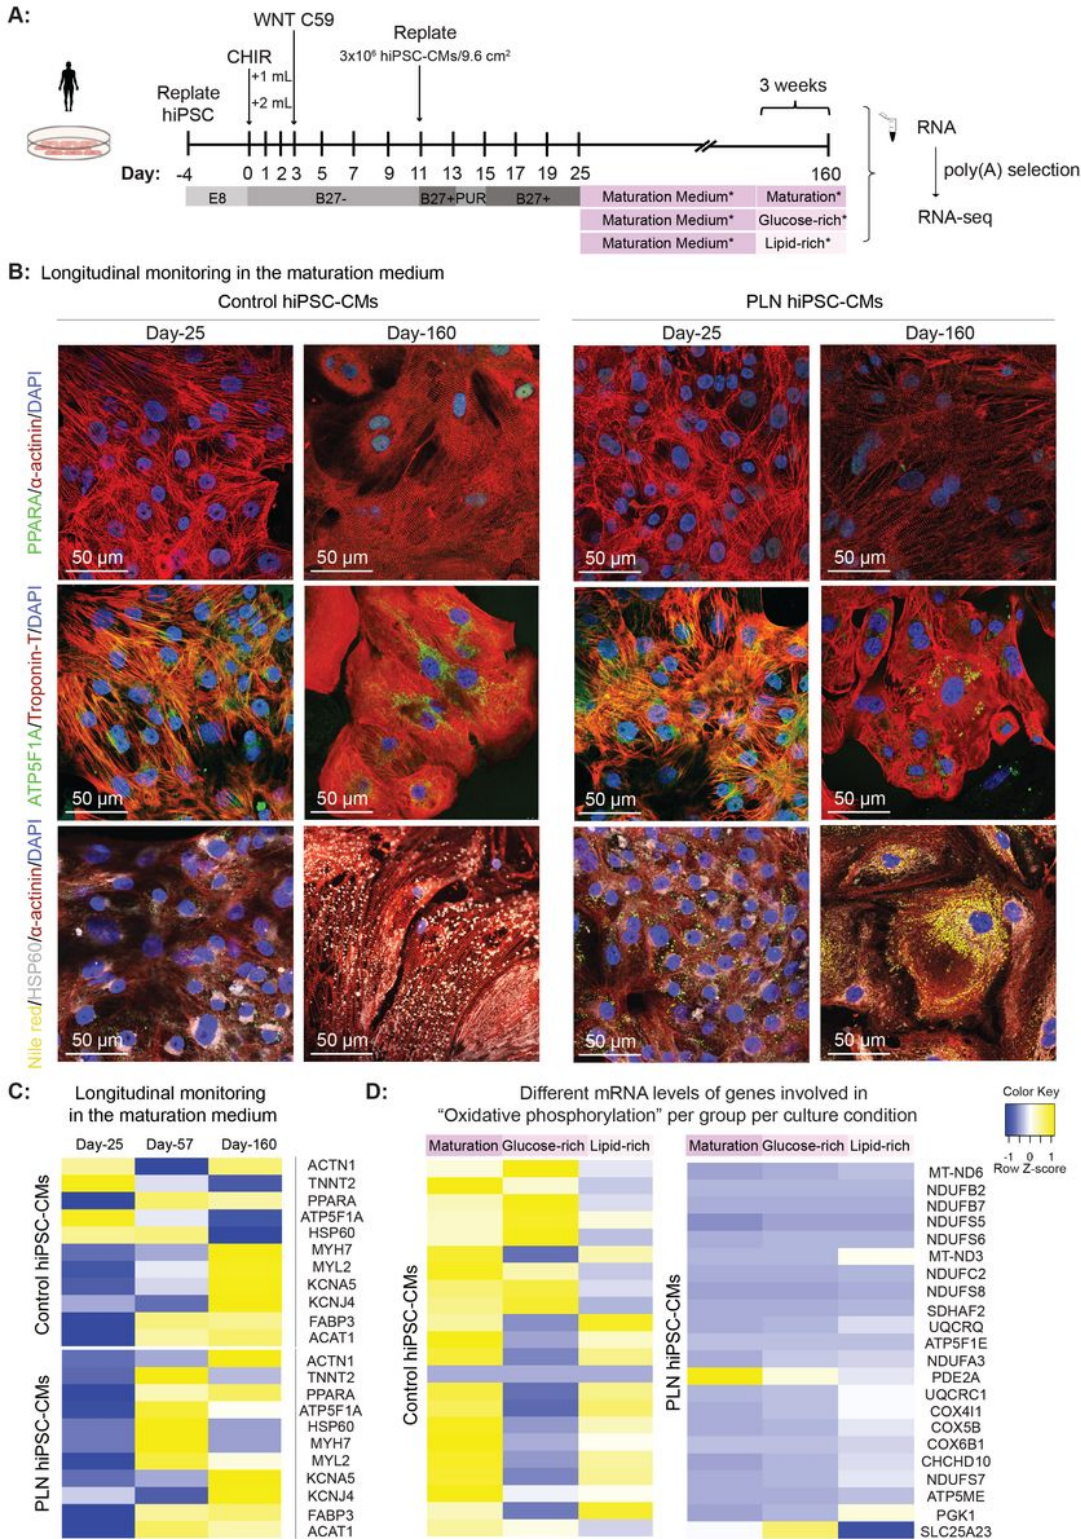 A:
WNT C59
Replate
3x10⁶ hiPSC-CMs/9.6 cm²
CHIR
+1 mL
+2 mL
Replate
hiPSC
3 weeks
RNA
poly(A) selection
RNA-seq
Day: -4 0 1 2 3 5 7 9 11 13 15 17 19 25 160
E8 B27- B27+ PUR B27+ Maturation Medium* Maturation*
Maturation Medium* Glucose-rich*
Maturation Medium* Lipid-rich*
B: Longitudinal monitoring in the maturation medium
Control hiPSC-CMs PLN hiPSC-CMs
Day-25 Day-160 Day-25 Day-160
PPARA/α-actinin/DAPI
50 µm 50 µm 50 µm 50 µm
ATP5F1A/Troponin-T/DAPI
50 µm 50 µm 50 µm 50 µm
Nile red/HSP60/α-actinin/DAPI
50 µm 50 µm 50 µm 50 µm
C: Longitudinal monitoring
in the maturation medium
Day-25 Day-57 Day-160
Control hiPSC-CMs
ACTN1
TNNT2
PPARA
ATP5F1A
HSP60
MYH7
MYL2
KCNA5
KCNJ4
FABP3
ACAT1
PLN hiPSC-CMs
ACTN1
TNNT2
PPARA
ATP5F1A
HSP60
MYH7
MYL2
KCNA5
KCNJ4
FABP3
ACAT1
D: Different mRNA levels of genes involved in
"Oxidative phosphorylation" per group per culture condition
Color Key
-1 0 1
Row Z-score
Maturation Glucose-rich Lipid-rich Maturation Glucose-rich Lipid-rich
Control hiPSC-CMs
PLN hiPSC-CMs
MT-ND6
NDUFB2
NDUFB7
NDUFS5
NDUFS6
MT-ND3
NDUFC2
NDUFS8
SDHAF2
UQCRQ
ATP5F1E
NDUFA3
PDE2A
UQCRC1
COX4I1
COX5B
COX6B1
CHCHD10
NDUFS7
ATP5ME
PGK1
SLC25A23